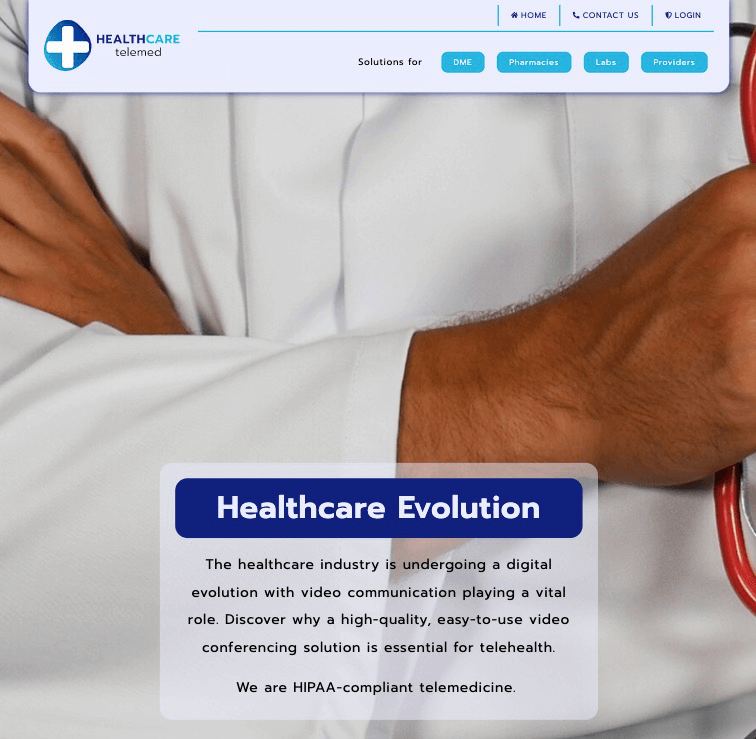 HOME
CONTACT US
LOGIN
HEALTHCARE
telemed
Solutions for
DME
Pharmacies
Labs
Providers
Healthcare Evolution
The healthcare industry is undergoing a digital
evolution with video communication playing a vital
role. Discover why a high-quality, easy-to-use video
conferencing solution is essential for telehealth.
We are HIPAA-compliant telemedicine.